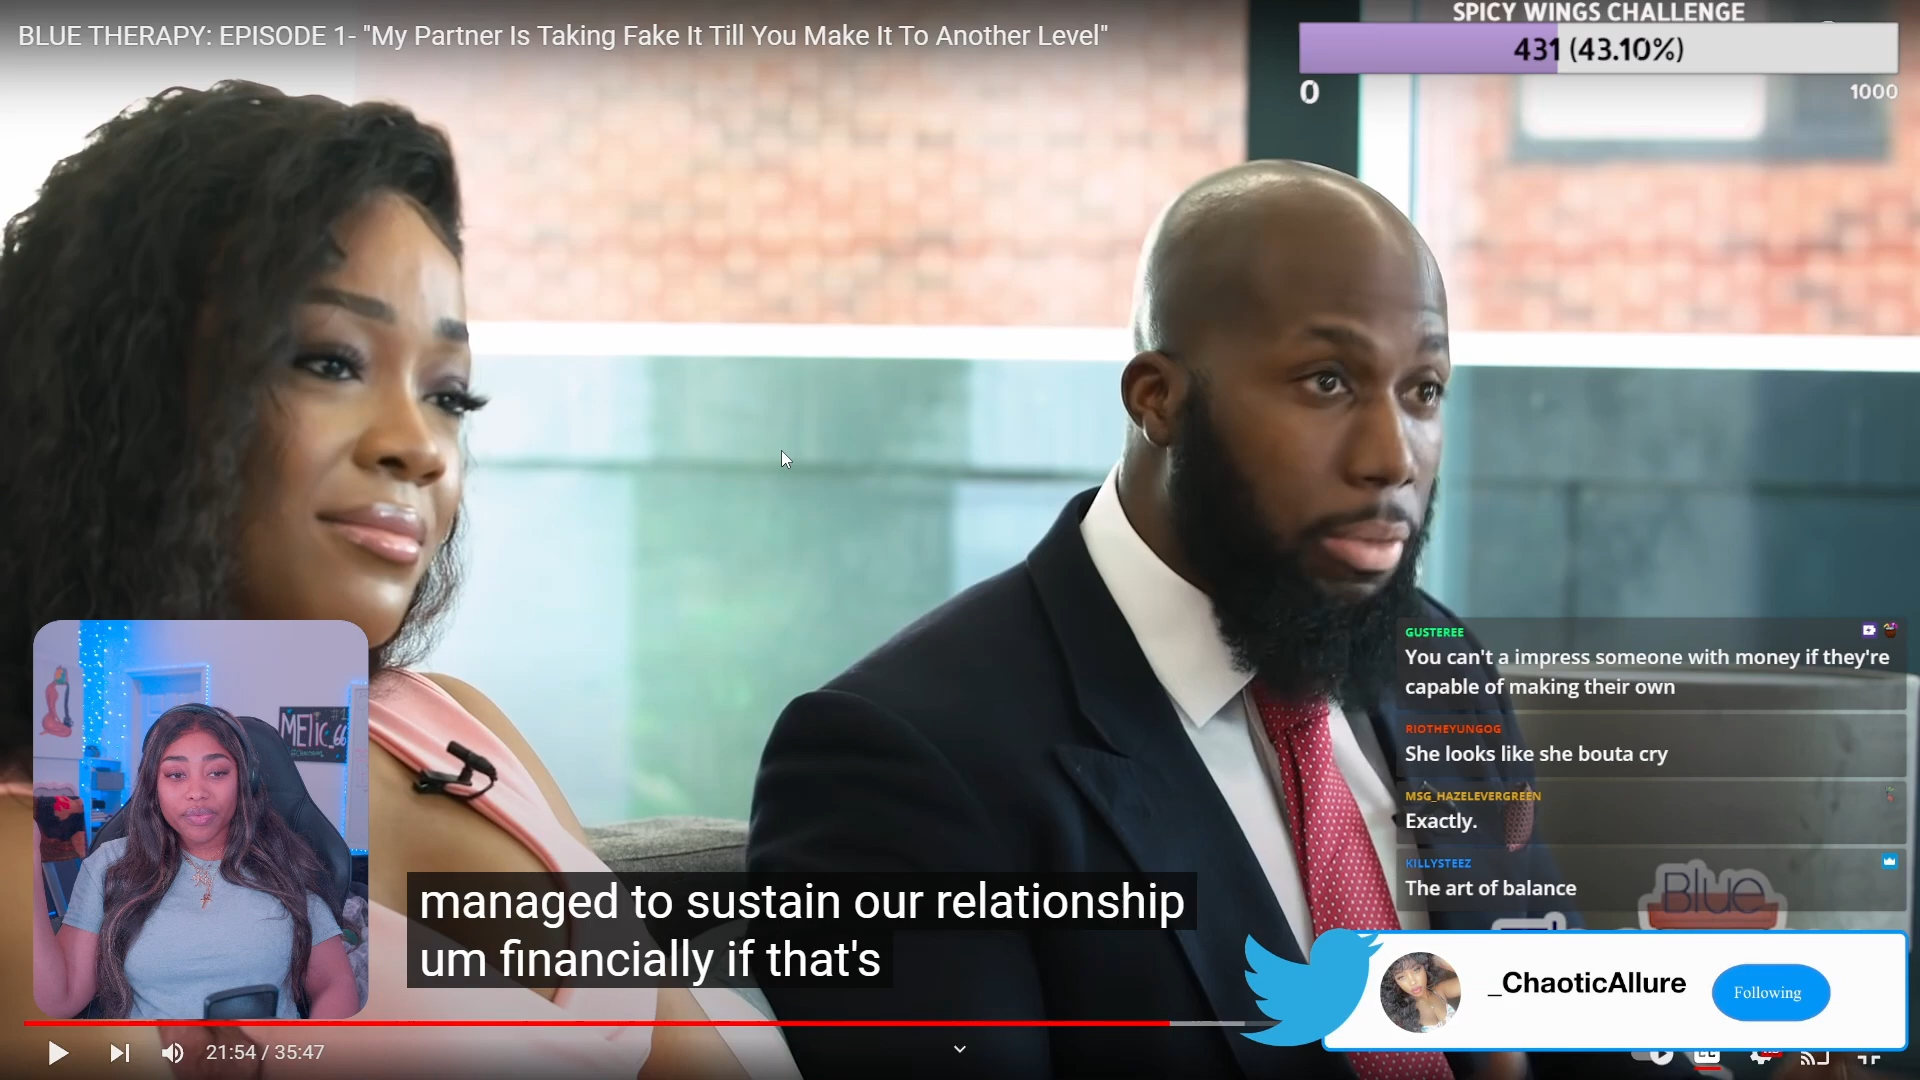 BLUE THERAPY: EPISODE 1- "My Partner Is Taking Fake It Till You Make It To Another Level"
SPICY WINGS CHALLENGE
431 (43.10%)
0
1000
METIC_66
GUSTEREE
You can't a impress someone with money if they're
capable of making their own
RIOTHEYUNGOG
She looks like she bouta cry
MSG_HAZELEVERGREEN
Exactly.
KILLYSTEEZ
The art of balance
Blue
managed to sustain our relationship
um financially if that's
_ChaoticAllure
Following
21:54 / 35:47